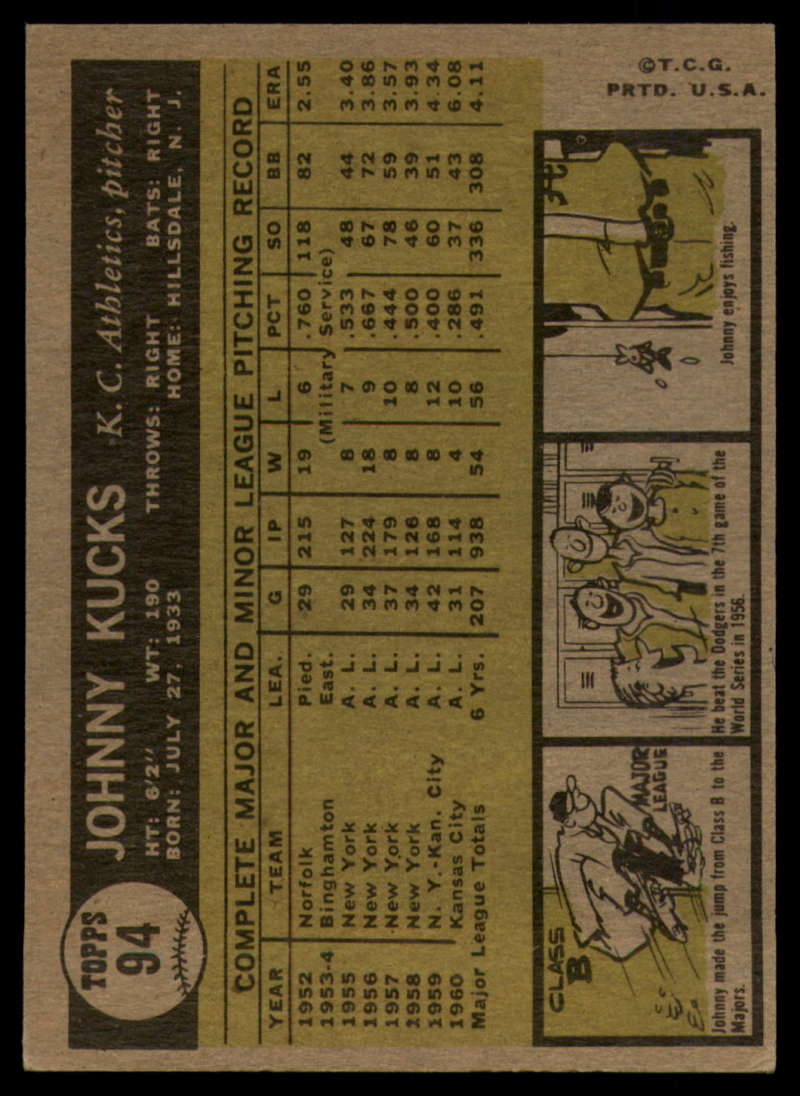 TOPPS
94
JOHNNY KUCKS K. C. Athletics, pitcher
HT: 6'2" WT: 190 THROWS: RIGHT BATS: RIGHT
BORN: JULY 27, 1933 HOME: HILLSDALE, N. J.
COMPLETE MAJOR AND MINOR LEAGUE PITCHING RECORD
YEAR TEAM LEA. G IP W L PCT SO BB ERA
1952 Norfolk Pied. 29 215 19 6 .760 118 82 2.55
1953-4 Binghamton East. (Military Service)
1955 New York A. L. 29 127 8 7 .533 48 44 3.40
1956 New York A. L. 34 224 18 9 .667 67 72 3.86
1957 New York A. L. 37 179 8 10 .444 78 59 3.57
1958 New York A. L. 34 126 8 8 .500 46 39 3.93
1959 N. Y.-Kan. City A. L. 42 168 8 12 .400 60 51 4.34
1960 Kansas City A. L. 31 114 4 10 .286 37 43 6.08
Major League Totals 6 Yrs. 207 938 54 56 .491 336 308 4.11
CLASS
B
MAJOR
LEAGUE
Johnny made the jump from Class B to the
Majors.
He beat the Dodgers in the 7th game of the
World Series in 1956.
Johnny enjoys fishing.
©T.C.G.
PRTD. U.S.A.